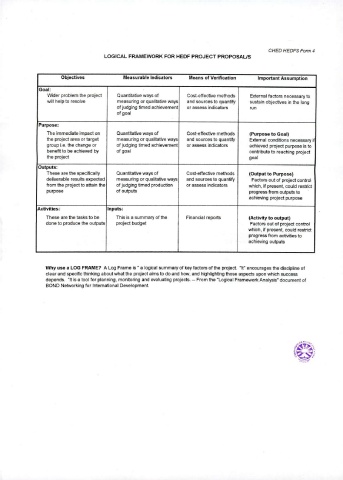 CHED HEDFS Form 4
LOGICAL FRAMEWORK FOR HEDF PROJECT PROPOSAL/S
Objectives Measurable Indicators Means of Verification Important Assumption
Goal:
Wider problem the project
will help to resolve
Quantitative ways of
measuring or qualitative ways
of judging timed achievement
of goal
Cost-effective methods
and sources to quantify
or assess indicators
External factors necessary to
sustain objectives in the long
run
Purpose:
The immediate impact on
the project area or target
group i.e. the change or
benefit to be achieved by
the project
Quantitative ways of
measuring or qualitative ways
of judging timed achievement
of goal
Cost-effective methods
and sources to quantify
or assess indicators
(Purpose to Goal)
External conditions necessary if
achieved project purpose is to
contribute to reaching project
goal
Outputs:
These are the specifically
deliverable results expected
from the project to attain the
purpose
Quantitative ways of
measuring or qualitative ways
of judging timed production
of outputs
Cost-effective methods
and sources to quantify
or assess indicators
(Output to Purpose)
Factors out of project control
which, if present, could restrict
progress from outputs to
achieving project purpose
Activities:
These are the tasks to be
done to produce the outputs
Inputs:
This is a summary of the
project budget
Financial reports
(Activity to output)
Factors out of project control
which, if present, could restrict
progress from activities to
achieving outputs
Why use a LOG FRAME? A Log Frame is " a logical summary of key factors of the project. "It" encourages the discipline of
clear and specific thinking about what the project aims to do and how, and highlighting those aspects upon which success
depends. "It is a tool for planning, monitoring and evaluating projects. -- From the "Logical Framework Analysis" document of
BOND Networking for International Development.